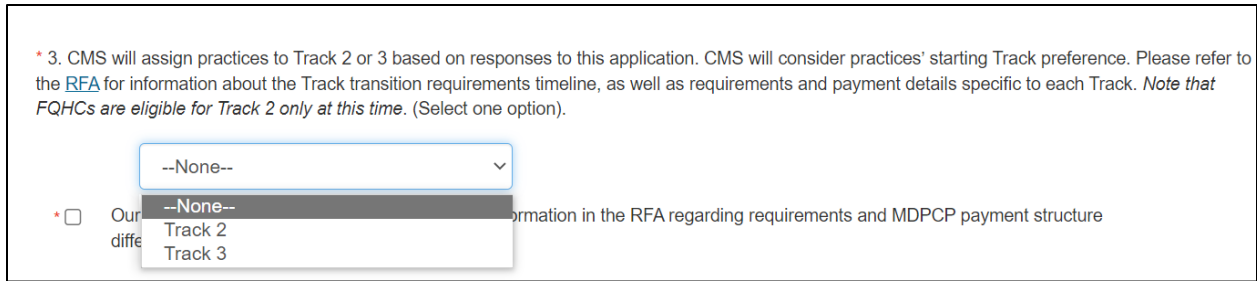 * 3. CMS will assign practices to Track 2 or 3 based on responses to this application. CMS will consider practices' starting Track preference. Please refer to
the RFA for information about the Track transition requirements timeline, as well as requirements and payment details specific to each Track. Note that
FQHCs are eligible for Track 2 only at this time. (Select one option).
--None--
--None--
* Our ormation in the RFA regarding requirements and MDPCP payment structure
Track 2
diffe
Track 3